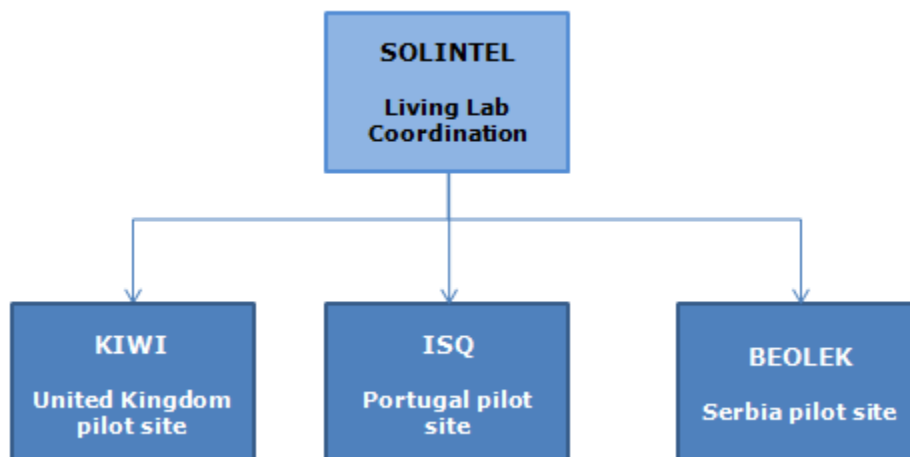 SOLINTEL
Living Lab
Coordination
KIWI
United Kingdom
pilot site
ISQ
Portugal pilot
site
BEOLEK
Serbia pilot site